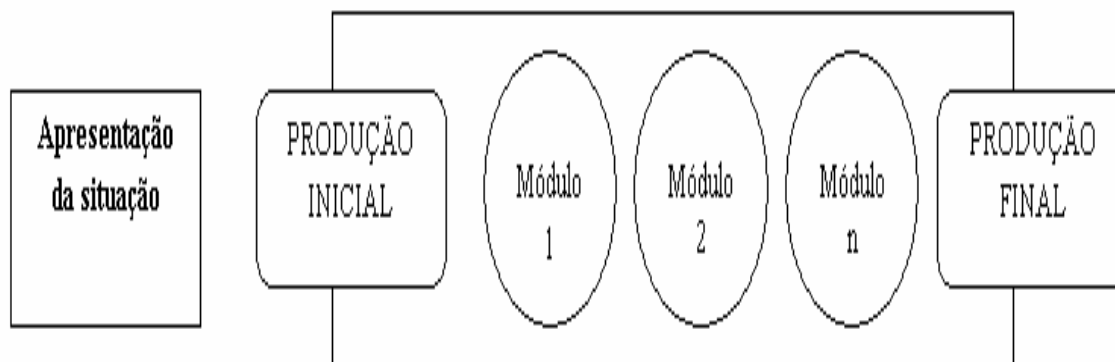 Apresentação
da situação
PRODUÇÃO
INICIAL
Módulo
1
Módulo
2
Módulo
n
PRODUÇÃO
FINAL